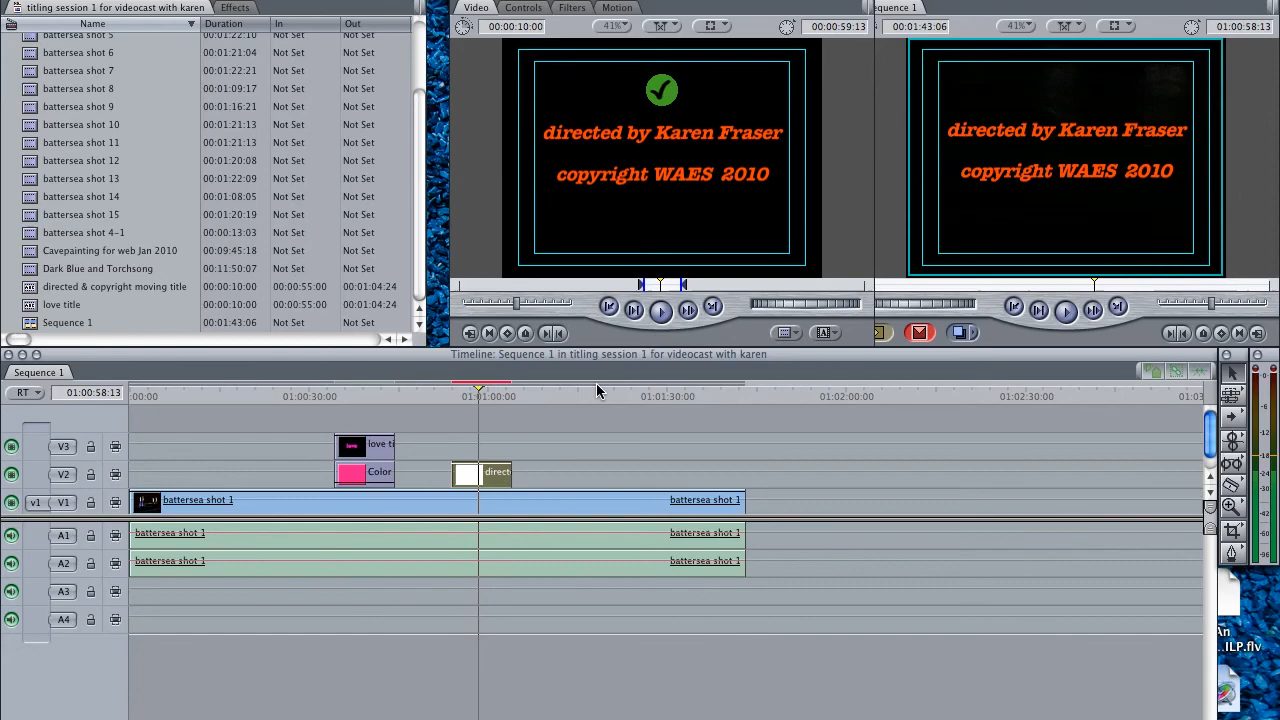 titling session 1 for videocast with karen Effects
Name Duration In Out
battersea shot 5 00:01:22:10 Not Set Not Set
battersea shot 6 00:01:21:04 Not Set Not Set
battersea shot 7 00:01:22:21 Not Set Not Set
battersea shot 8 00:01:09:17 Not Set Not Set
battersea shot 9 00:01:16:21 Not Set Not Set
battersea shot 10 00:01:21:13 Not Set Not Set
battersea shot 11 00:01:21:13 Not Set Not Set
battersea shot 12 00:01:20:08 Not Set Not Set
battersea shot 13 00:01:22:09 Not Set Not Set
battersea shot 14 00:01:08:05 Not Set Not Set
battersea shot 15 00:01:20:19 Not Set Not Set
battersea shot 4-1 00:00:13:03 Not Set Not Set
Cavepainting for web Jan 2010 00:09:45:18 Not Set Not Set
Dark Blue and Torchsong 00:11:50:07 Not Set Not Set
directed & copyright moving title 00:00:10:00 00:00:55:00 00:01:04:24
love title 00:00:10:00 00:00:55:00 00:01:04:24
Sequence 1 00:01:43:06 Not Set Not Set
Video Controls Filters Motion
00:00:10:00 41% 00:00:59:13
directed by Karen Fraser
copyright WAES 2010
equence 1
00:01:43:06 41% 00:01:58:13
directed by Karen Fraser
copyright WAES 2010
Timeline: Sequence 1 in titling session 1 for videocast with karen
Sequence 1
RT 01:00:58:13 :00:00 01:00:30:00 01:01:00:00 01:01:30:00 01:02:00:00 01:02:30:00 01:03
V3 love ti
V2 Color direct
v1 V1 battersea shot 1 battersea shot 1
A1 battersea shot 1 battersea shot 1
A2 battersea shot 1 battersea shot 1
A3
A4
-0
-6
-12
-18
-24
-30
-42
-60
-96
An
...ILP.flv